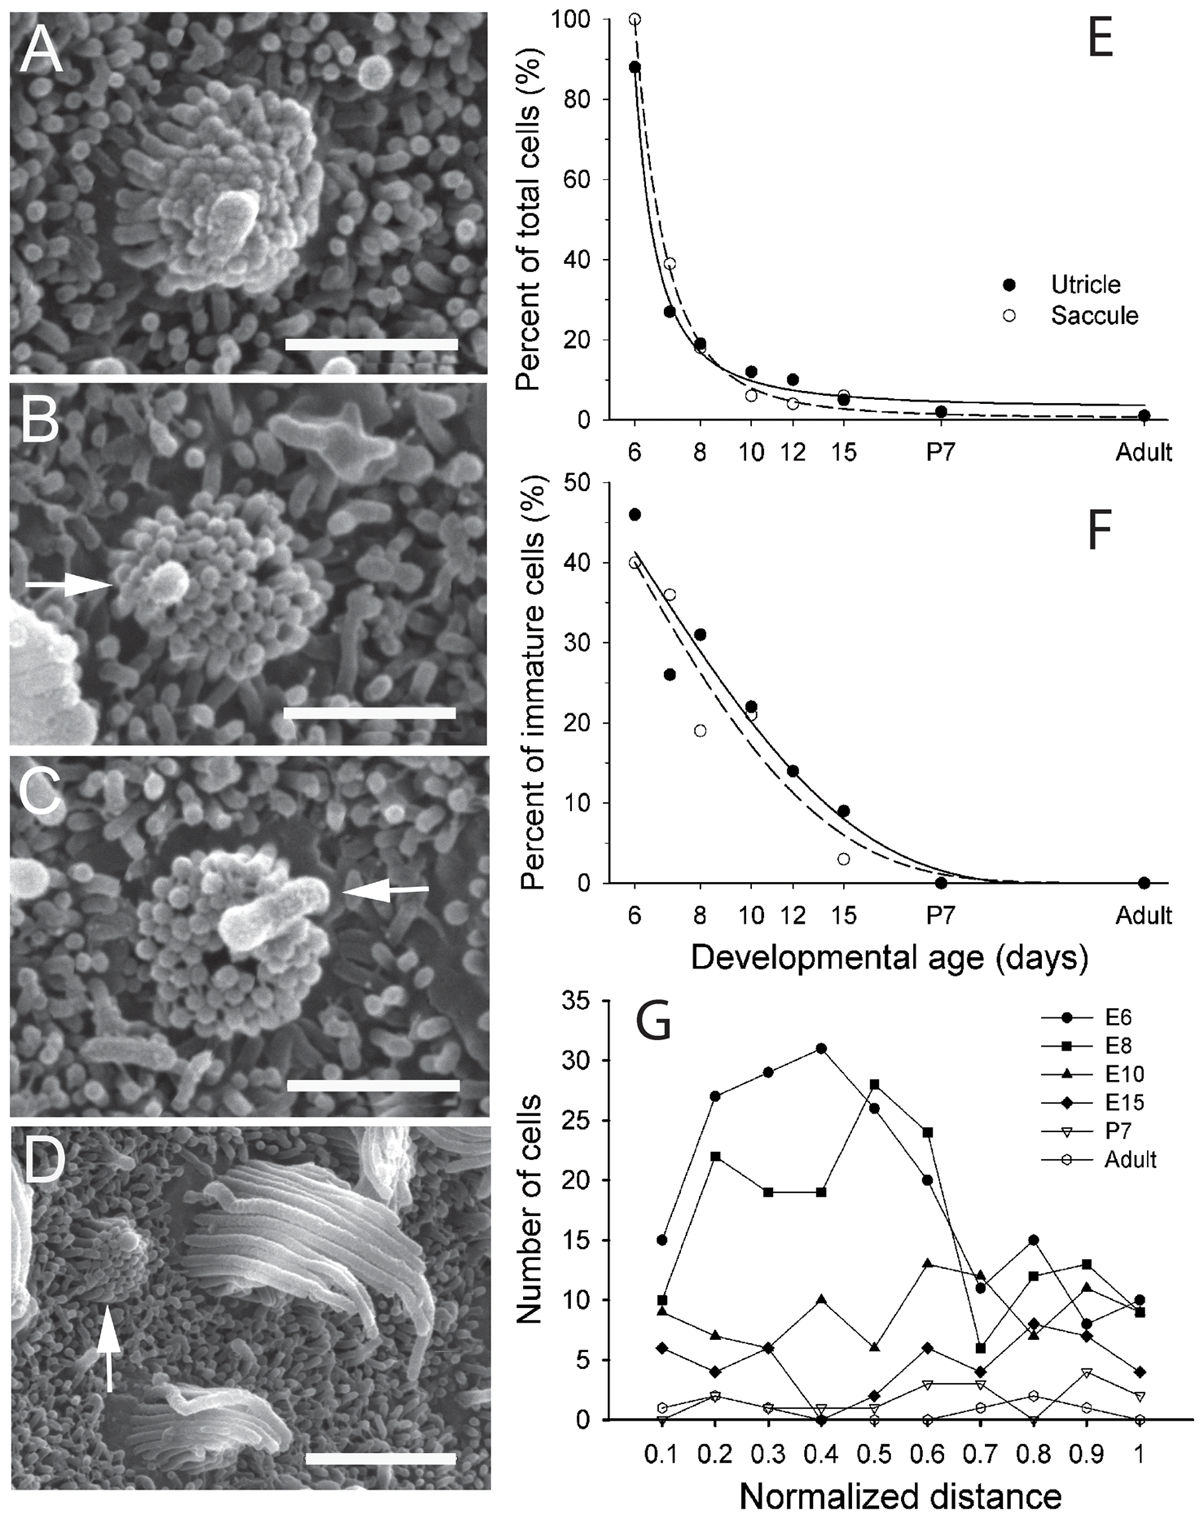 A
B
C
D
E
Percent of total cells (%)
100
80
60
40
20
0
Utricle
Saccule
6 8 10 12 15 P7 Adult
F
Percent of immature cells (%)
50
40
30
20
10
0
6 8 10 12 15 P7 Adult
Developmental age (days)
G
Number of cells
35
30
25
20
15
10
5
0
E6
E8
E10
E15
P7
Adult
0.1 0.2 0.3 0.4 0.5 0.6 0.7 0.8 0.9 1
Normalized distance